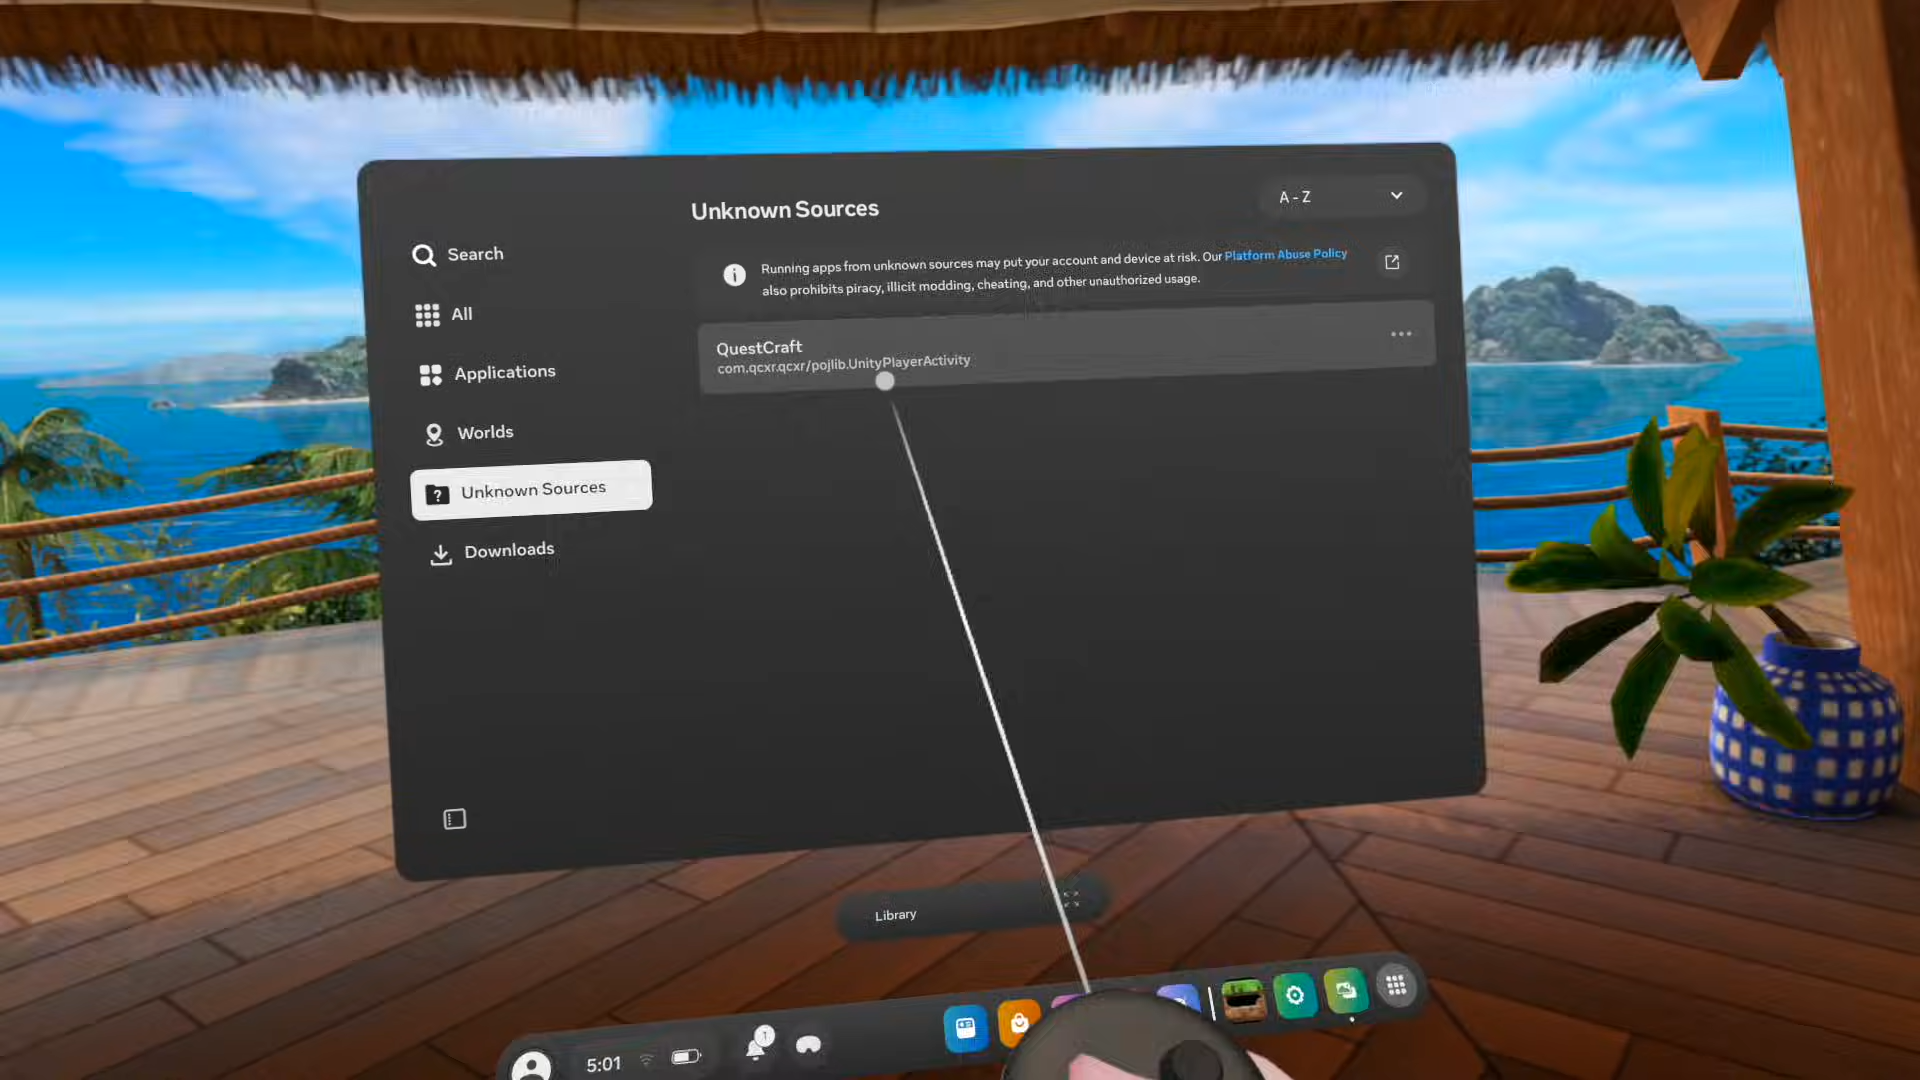 Unknown Sources
A - Z
Search
Running apps from unknown sources may put your account and device at risk. Our Platform Abuse Policy
also prohibits piracy, illicit modding, cheating, and other unauthorized usage.
All
QuestCraft
com.qcxr.qcxr/pojlib.UnityPlayerActivity
Applications
Worlds
Unknown Sources
Downloads
Library
5:01
1